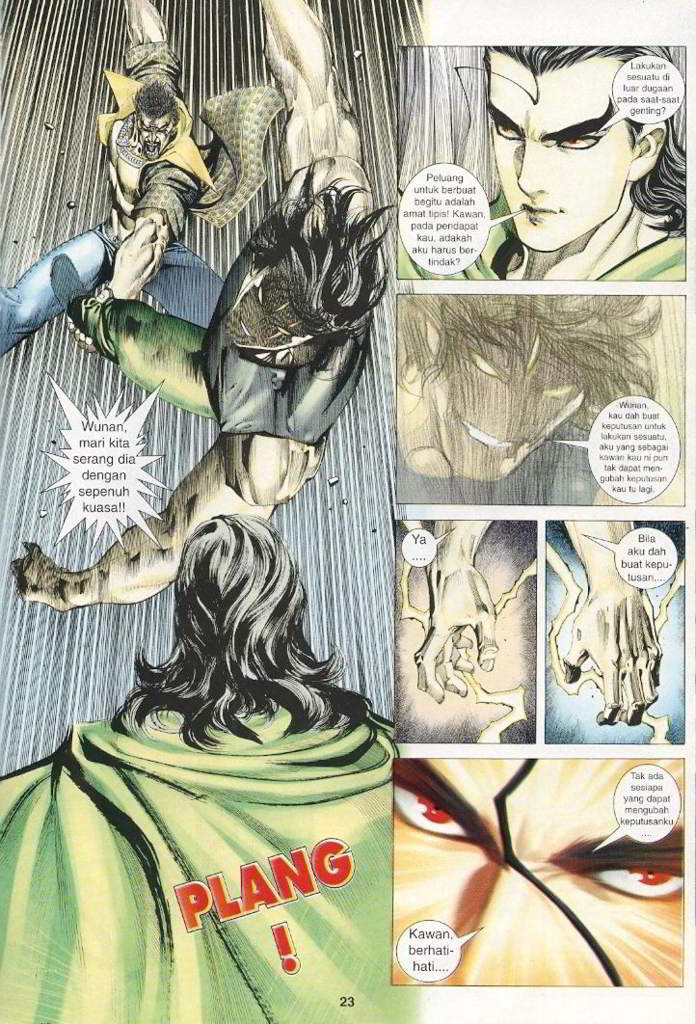 Wunan,
mari kita
serang dia
dengan
sepenuh
kuasa!!
PLANG
!
Lakukan
sesuatu di
luar dugaan
pada saat-saat
genting?
Peluang
untuk berbuat
begitu adalah
amat tipis! Kawan,
pada pendapat
kau, adakah
aku harus ber-
tindak?
Wunan,
kau dah buat
keputusan untuk
lakukan sesuatu,
aku yang sebagai
kawan kau ni pun
tak dapat men-
gubah keputusan
kau tu lagi.
Ya
....
Bila
aku dah
buat kepu-
tusan....
Tak ada
sesiapa
yang dapat
mengubah
keputusanku
....
Kawan,
berhati-
hati....
23